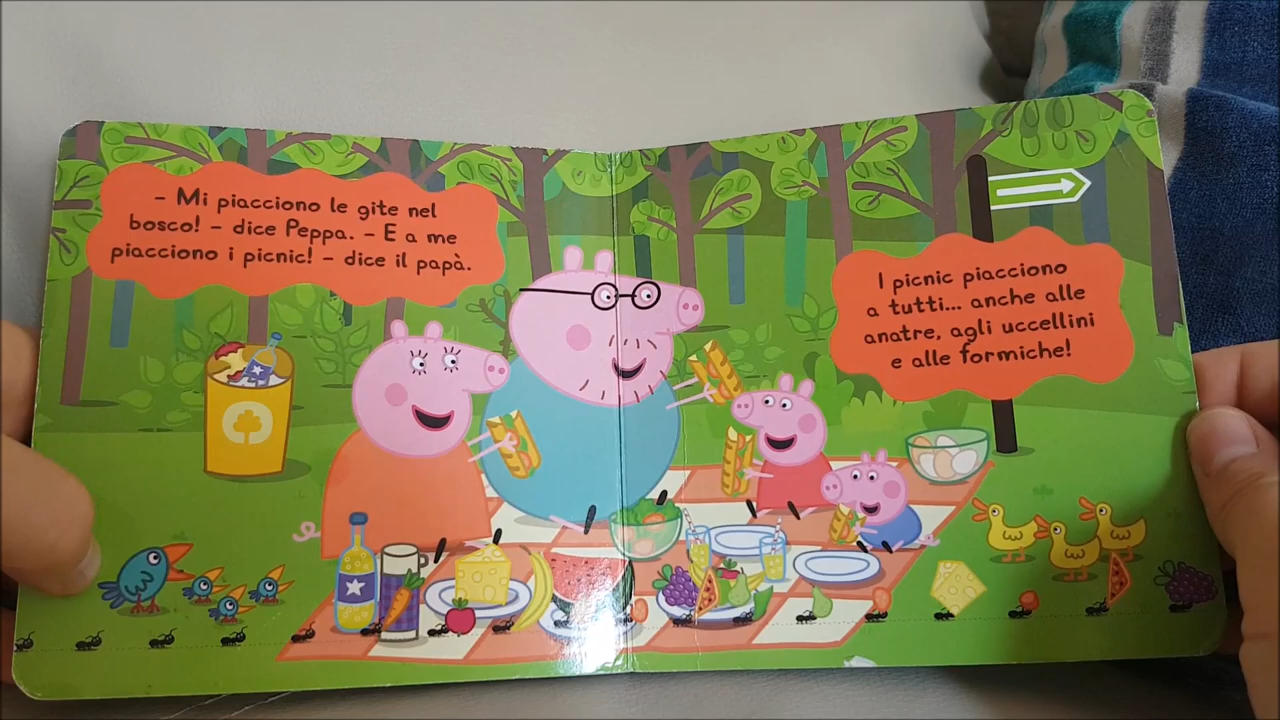 - Mi piacciono le gite nel
bosco! - dice Peppa. - E a me
piacciono i picnic! - dice il papà.
I picnic piacciono
a tutti... anche alle
anatre, agli uccellini
e alle formiche!